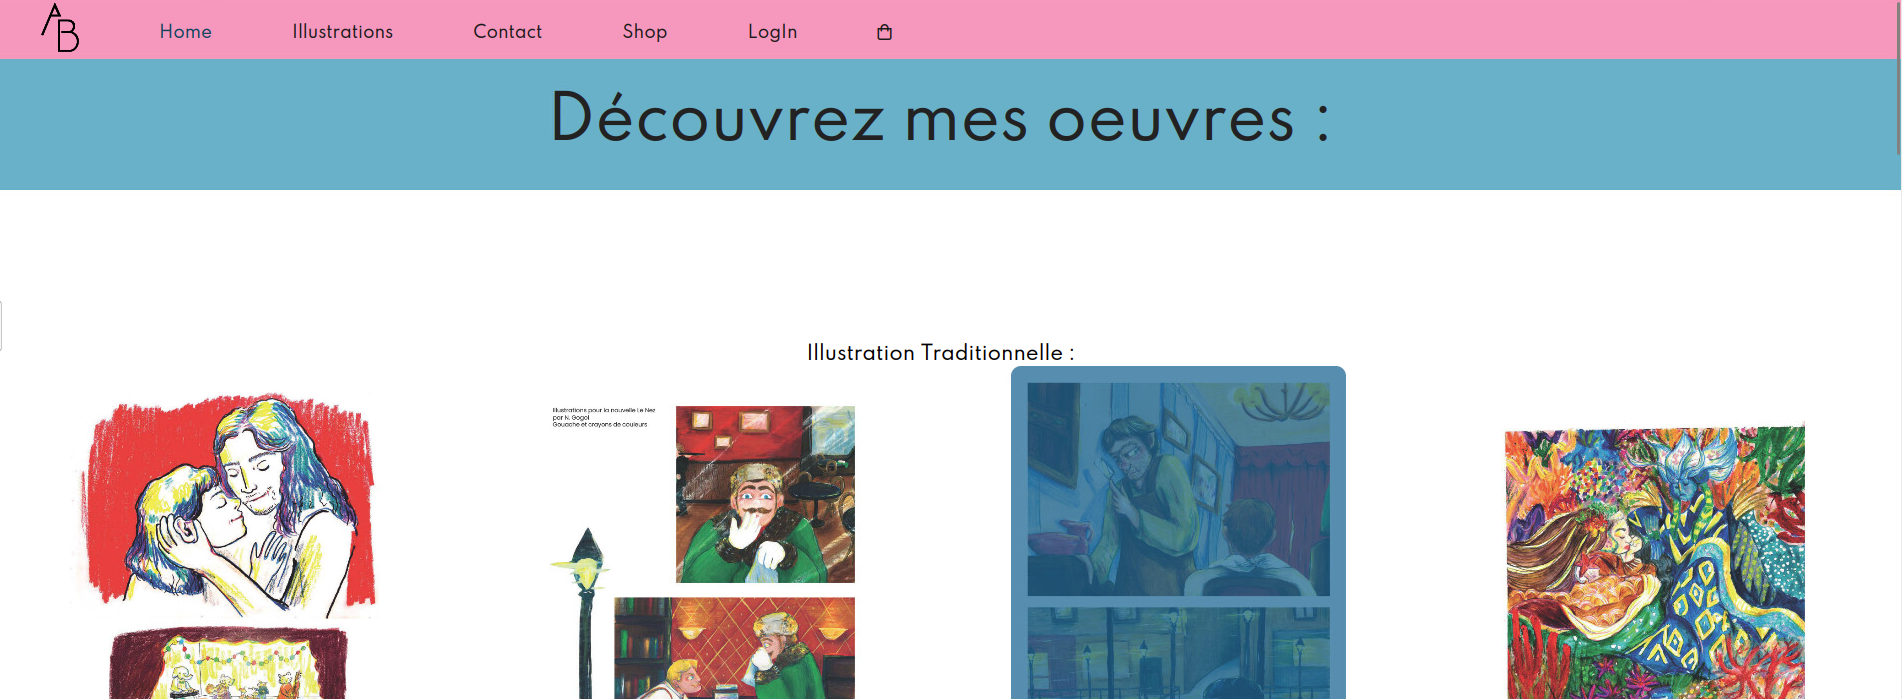 AB
Home Illustrations Contact Shop LogIn
Découvrez mes oeuvres :
Illustration Traditionnelle :
Illustrations pour la nouvelle Le Nez
par N. Gogol
Gouache et crayons de couleurs